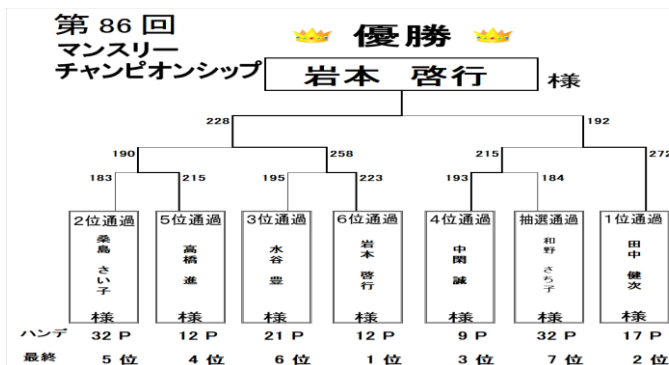 第86回
マンスリー
チャンピオンシップ
優勝
岩本 啓行 様
228 192
190 258 215 272
183 215 195 223 193 184
2位通過 5位通過 3位通過 6位通過 4位通過 抽選通過 1位通過
桑島 さい子 高橋 進 水谷 豊 岩本 啓行 中閑 誠 和野 さち子 田中 健次
様 様 様 様 様 様 様
ハンデ 32 P 12 P 21 P 12 P 9 P 32 P 17 P
最終 5 位 4 位 6 位 1 位 3 位 7 位 2 位